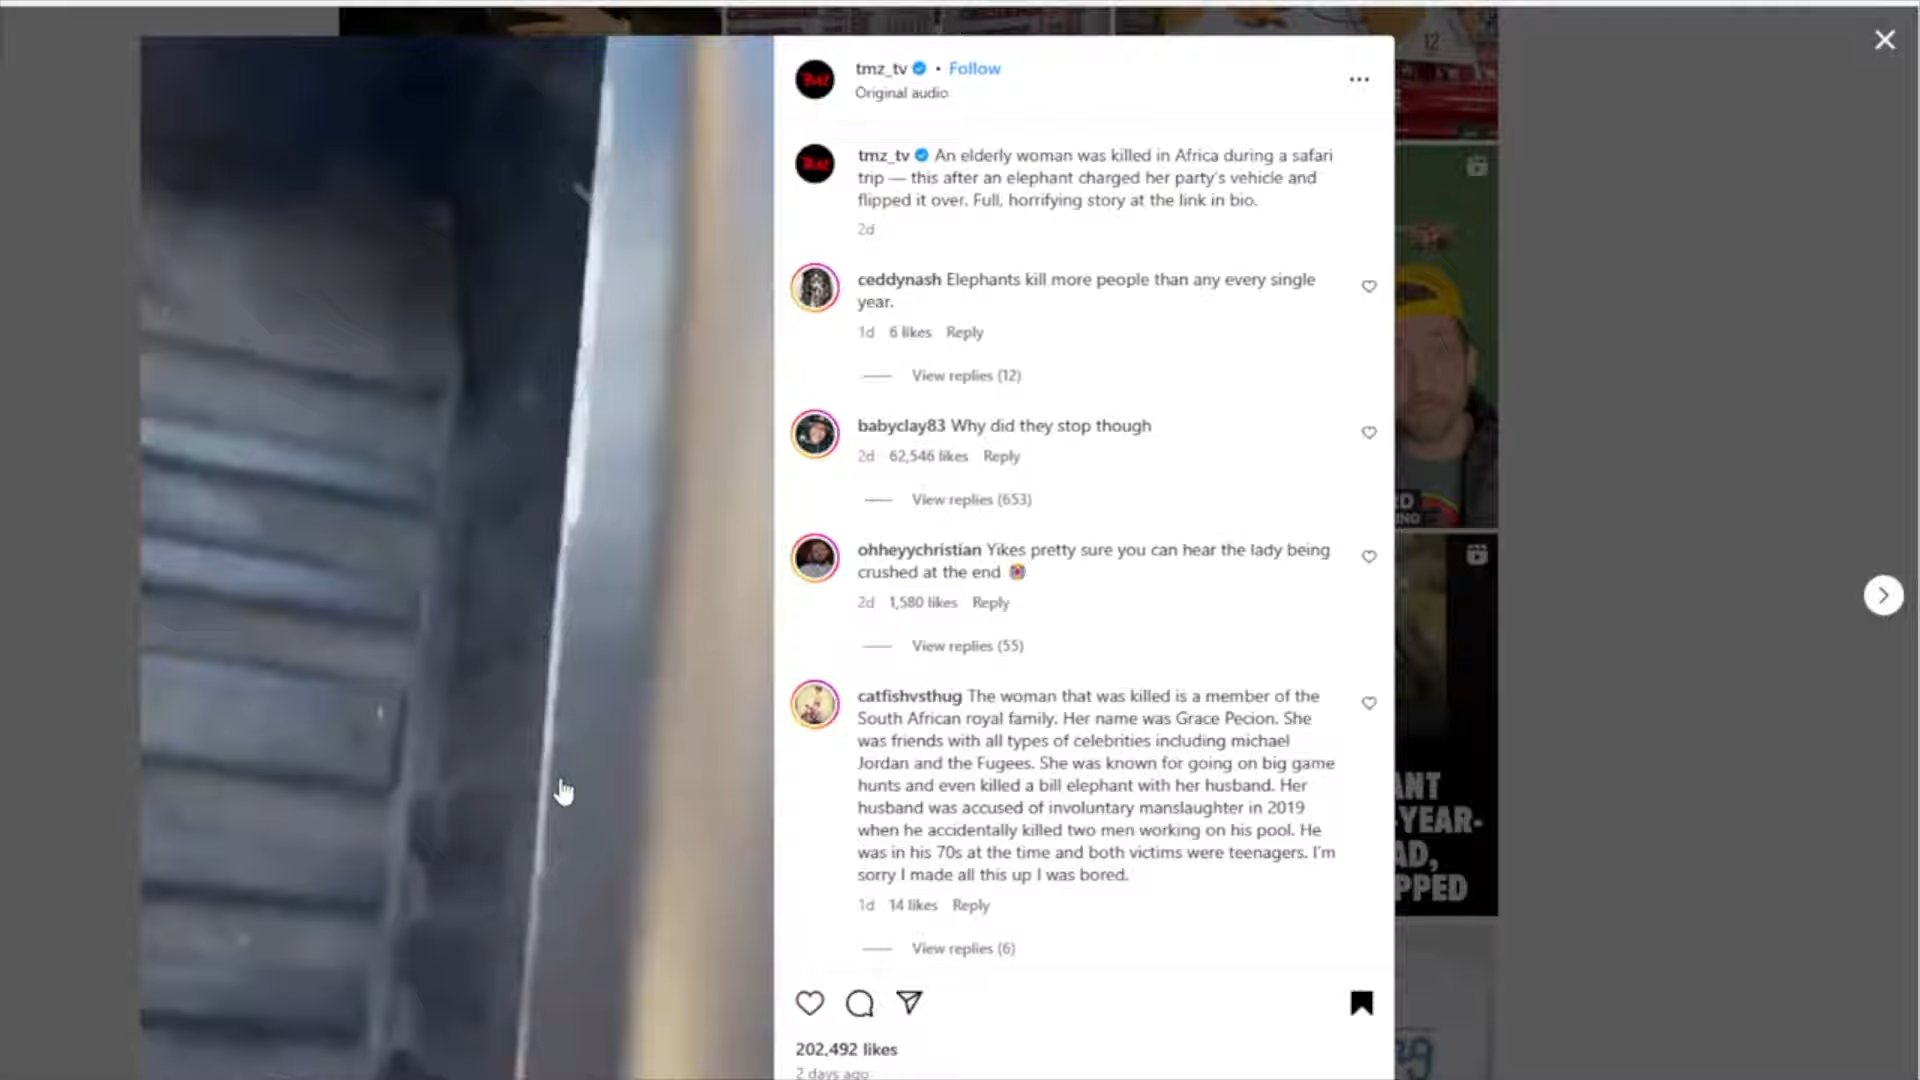 12
tmz_tv • Follow
Original audio
tmz_tv An elderly woman was killed in Africa during a safari
trip — this after an elephant charged her party's vehicle and
flipped it over. Full, horrifying story at the link in bio.
2d
ceddynash Elephants kill more people than any every single
year.
1d 6 likes Reply
View replies (12)
babyclay83 Why did they stop though
2d 62,546 likes Reply
View replies (653)
ohheyychristian Yikes pretty sure you can hear the lady being
crushed at the end
2d 1,580 likes Reply
View replies (55)
catfishvsthug The woman that was killed is a member of the
South African royal family. Her name was Grace Pecion. She
was friends with all types of celebrities including michael
Jordan and the Fugees. She was known for going on big game
hunts and even killed a bill elephant with her husband. Her
husband was accused of involuntary manslaughter in 2019
when he accidentally killed two men working on his pool. He
was in his 70s at the time and both victims were teenagers. I'm
sorry I made all this up I was bored.
1d 14 likes Reply
View replies (6)
202,492 likes
2 days ago
ANT
-YEAR-
AD,
PPED